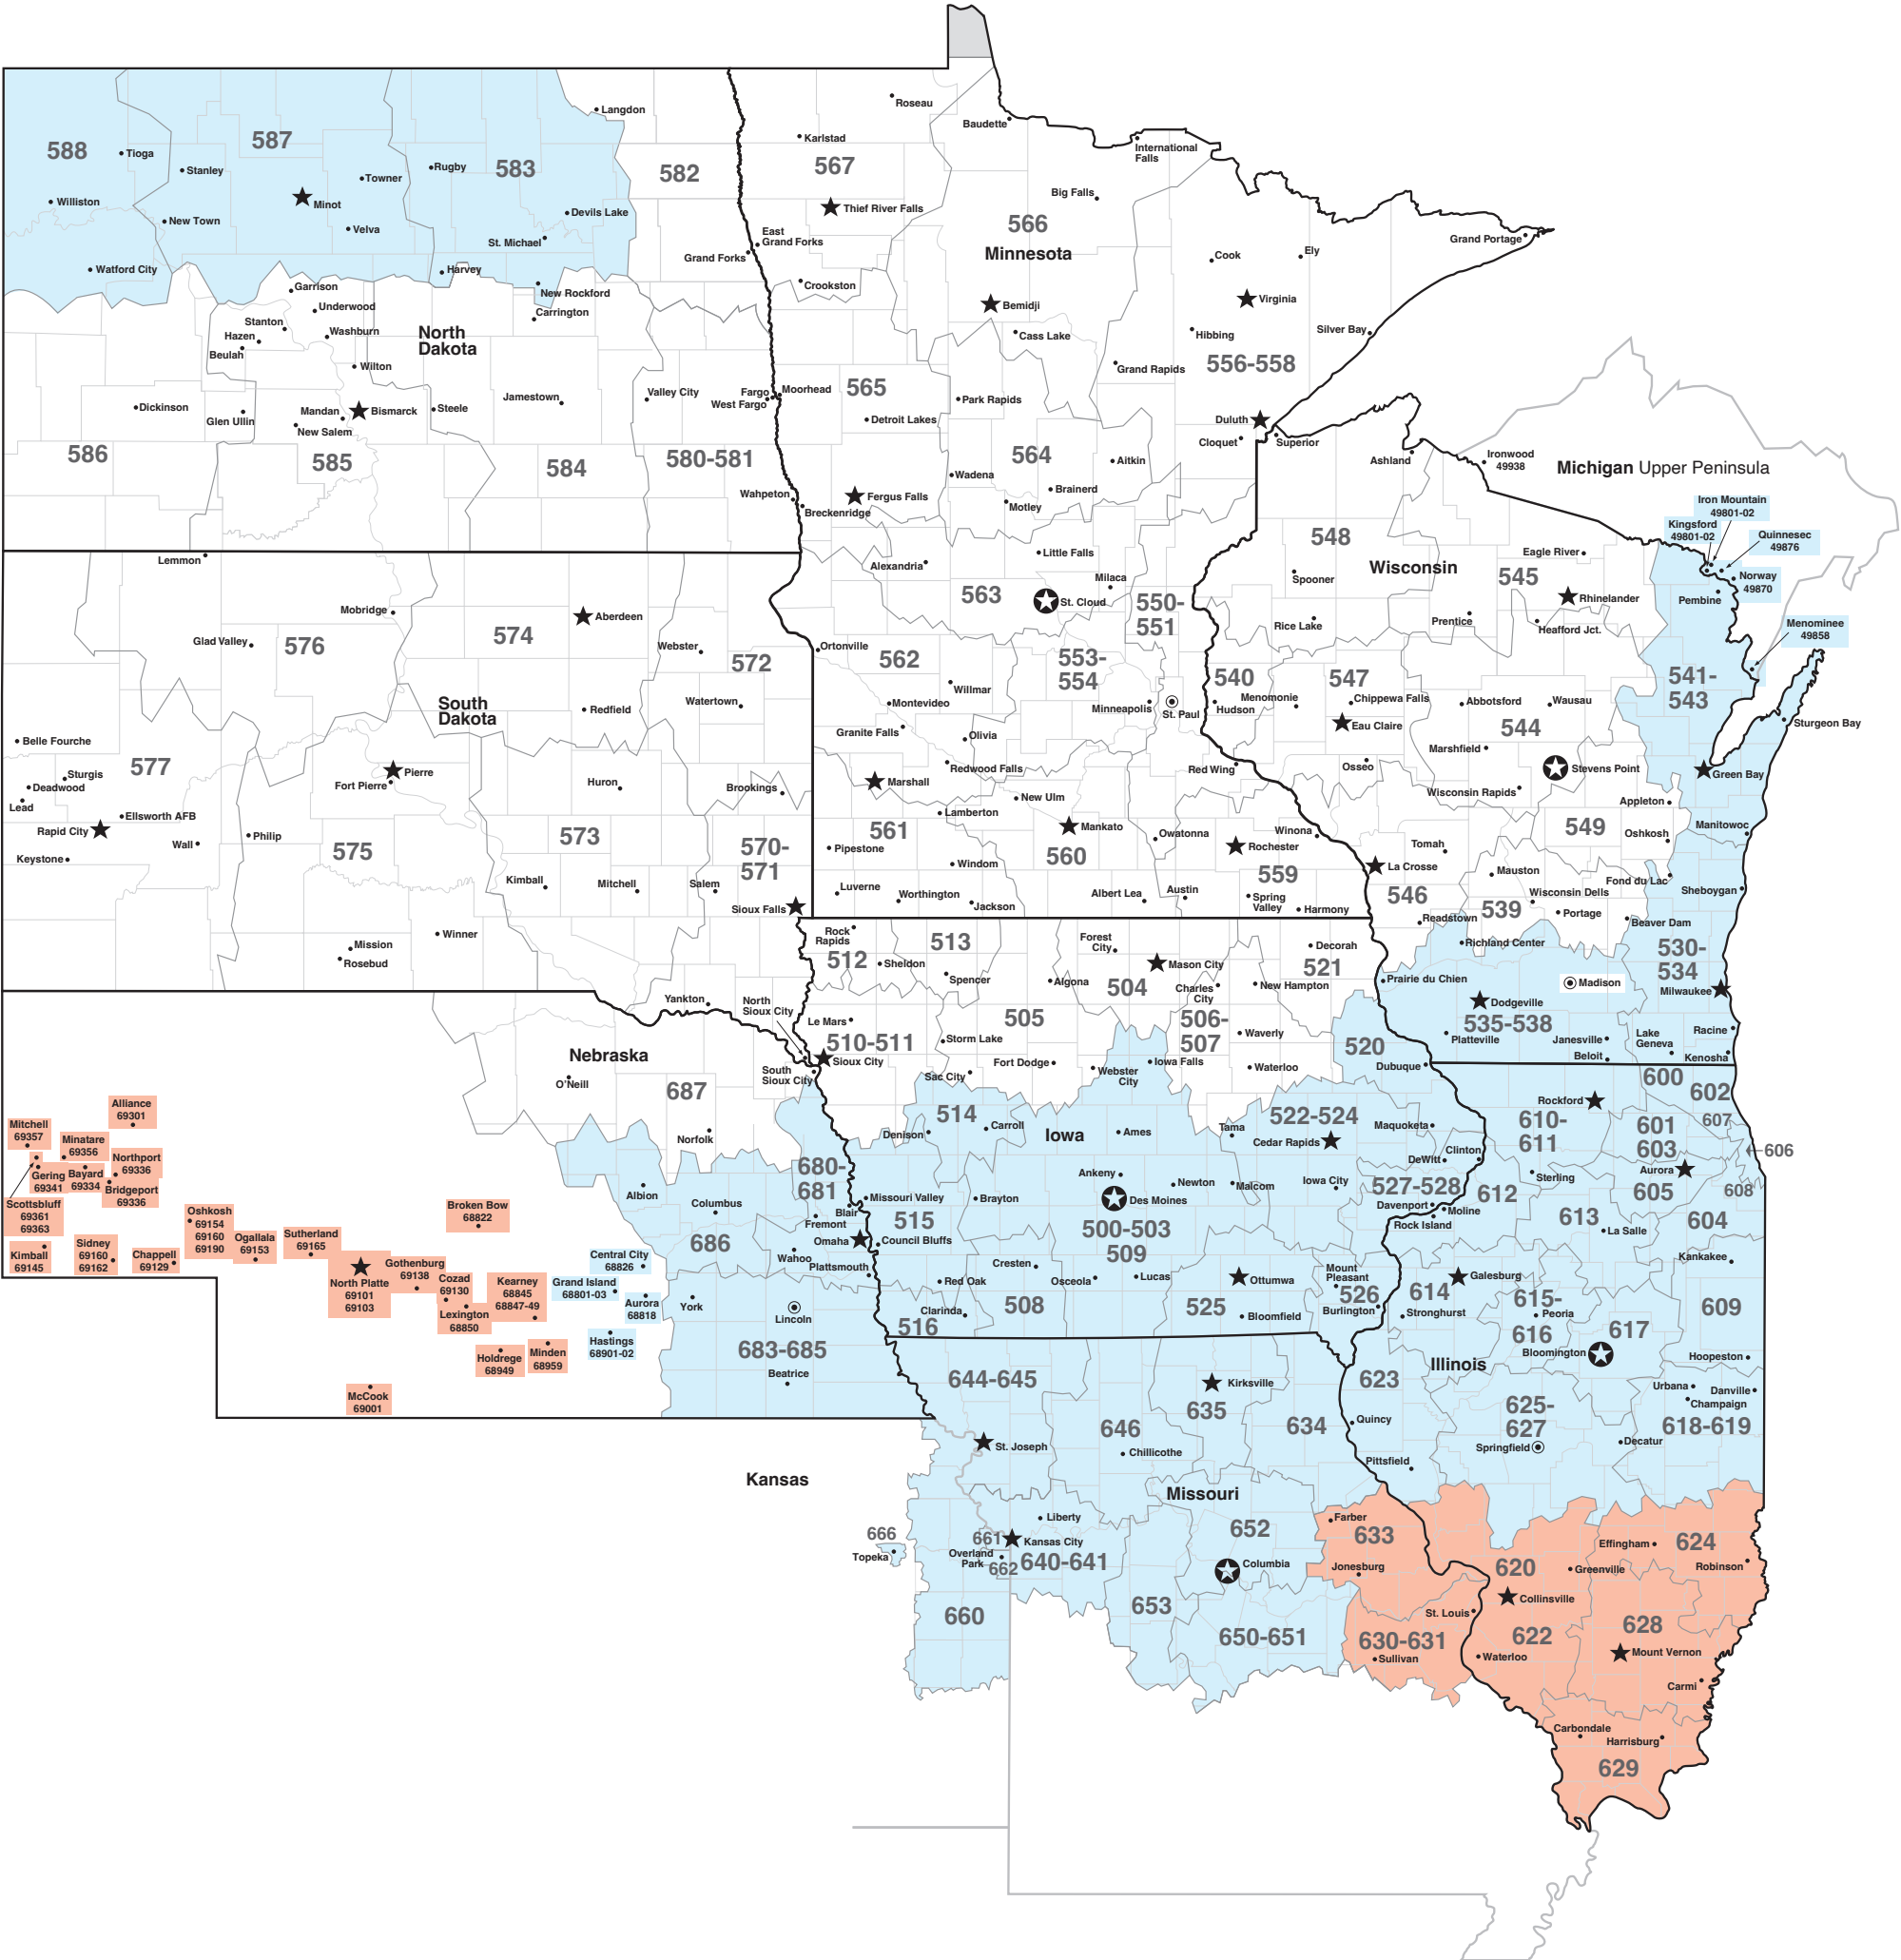 588
Tioga
Williston
Watford City
587
Stanley
Towner
Minot
New Town
Velva
Rugby
583
Devils Lake
St. Michael
Harvey
New Rockford
Langdon
582
Grand Forks
East
Grand Forks
Garrison
Underwood
Stanton
Hazen
Washburn
Beulah
Wilton
North
Dakota
Carrington
Dickinson
Glen Ullin
Mandan
Bismarck
New Salem
Steele
Jamestown
Valley City
Fargo
West Fargo
Moorhead
586
585
584
580-581
Wahpeton
Breckenridge
Roseau
Baudette
Karlstad
567
Thief River Falls
Crookston
International
Falls
Big Falls
566
Minnesota
Bemidji
Cass Lake
Cook
Ely
Grand Portage
Virginia
Hibbing
Silver Bay
Grand Rapids
556-558
565
Detroit Lakes
Park Rapids
Duluth
Cloquet
Superior
564
Wadena
Aitkin
Brainerd
Motley
Fergus Falls
Little Falls
Alexandria
Milaca
563
St. Cloud
550-
551
Ortonville
562
553-
554
Willmar
Montevideo
Minneapolis
St. Paul
Granite Falls
Olivia
Redwood Falls
Marshall
New Ulm
Lamberton
Mankato
Red Wing
561
Pipestone
Windom
560
Owatonna
Rochester
Winona
559
Luverne
Worthington
Jackson
Albert Lea
Austin
Spring
Valley
Harmony
Ashland
Ironwood
49938
Michigan Upper Peninsula
Iron Mountain
49801-02
Kingsford
49801-02
Quinnesec
49876
Norway
49870
Menominee
49858
548
Wisconsin
Spooner
Rice Lake
Eagle River
545
Rhinelander
Prentice
Heafford Jct.
Pembine
541-
543
540
Hudson
Menomonie
547
Chippewa Falls
Eau Claire
Osseo
Abbotsford
Wausau
544
Marshfield
Stevens Point
Wisconsin Rapids
Sturgeon Bay
Green Bay
Appleton
549
Oshkosh
Manitowoc
Tomah
La Crosse
546
Mauston
Fond du Lac
Wisconsin Dells
Sheboygan
539
Portage
Readstown
Beaver Dam
Richland Center
530-
534
Prairie du Chien
Madison
Milwaukee
Dodgeville
535-538
Platteville
Janesville
Beloit
Lake
Geneva
Racine
Kenosha
Lemmon
Mobridge
Glad Valley
576
574
Aberdeen
Webster
572
South
Dakota
Redfield
Watertown
Belle Fourche
577
Sturgis
Deadwood
Lead
Ellsworth AFB
Rapid City
Keystone
Wall
Philip
Pierre
Fort Pierre
Huron
Brookings
575
573
570-
571
Kimball
Mitchell
Salem
Sioux Falls
Winner
Mission
Rosebud
Yankton
North
Sioux City
Rock
Rapids
512
Sheldon
513
Spencer
Forest
City
Mason City
Algona
504
Charles
City
Decorah
521
New Hampton
Le Mars
510-511
Sioux City
South
Sioux City
505
Storm Lake
Fort Dodge
Sac City
Webster
City
506-
507
Iowa Falls
Waverly
Waterloo
520
Dubuque
514
Denison
Carroll
Iowa
Ames
Tama
522-524
Cedar Rapids
Maquoketa
DeWitt
Clinton
Ankeny
Des Moines
Newton
Malcom
Iowa City
527-528
Davenport
Moline
Rock Island
Missouri Valley
Brayton
515
Council Bluffs
500-503
509
Creston
Osceola
Lucas
Red Oak
508
Clarinda
516
525
Ottumwa
Bloomfield
Mount
Pleasant
526
Burlington
Nebraska
O'Neill
687
Norfolk
680-
681
Albion
Columbus
Blair
Fremont
Omaha
686
Wahoo
Plattsmouth
York
Lincoln
683-685
Beatrice
Alliance
69301
Mitchell
69357
Minatare
69356
Northport
69336
Gering
69341
Bayard
69334
Bridgeport
69336
Scottsbluff
69361
69363
Kimball
69145
Sidney
69160
69162
Chappell
69129
Oshkosh
69154
69160
69190
Ogallala
69153
Sutherland
69165
North Platte
69101
69103
Gothenburg
69138
Cozad
69130
Lexington
68850
Broken Bow
68822
Kearney
68845
68847-49
Holdrege
68949
Minden
68959
McCook
69001
Central City
68826
Grand Island
68801-03
Aurora
68818
Hastings
68901-02
600
602
Rockford
610-
611
601
603
607
606
Sterling
Aurora
605
608
612
613
La Salle
604
Kankakee
614
Galesburg
Stronghurst
615-
Peoria
616
617
Bloomington
609
Illinois
Hoopeston
623
Quincy
Urbana
Danville
Champaign
625-
627
618-619
Springfield
Decatur
Pittsfield
644-645
St. Joseph
Kirksville
635
646
Chillicothe
634
Kansas
Missouri
666
Topeka
661
Liberty
Kansas City
Overland
Park
662
640-641
652
Columbia
Farber
633
Jonesburg
660
653
650-651
St. Louis
630-631
Sullivan
620
Greenville
Collinsville
622
Waterloo
Effingham
624
Robinson
628
Mount Vernon
Carmi
Carbondale
Harrisburg
629